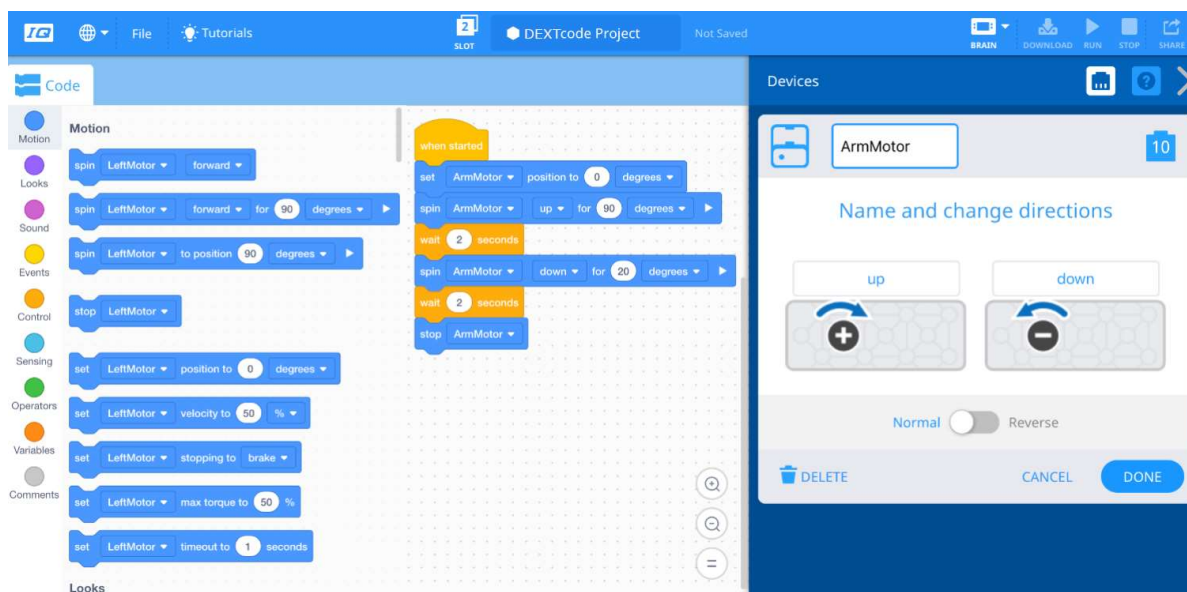 IQ File Tutorials 2 SLOT DEXTcode Project Not Saved BRAIN DOWNLOAD RUN STOP SHARE
Code
Motion
Looks
Sound
Events
Control
Sensing
Operators
Variables
Comments
Motion
spin LeftMotor forward
spin LeftMotor forward for 90 degrees
spin LeftMotor to position 90 degrees
stop LeftMotor
set LeftMotor position to 0 degrees
set LeftMotor velocity to 50 %
set LeftMotor stopping to brake
set LeftMotor max torque to 50 %
set LeftMotor timeout to 1 seconds
Looks
when started
set ArmMotor position to 0 degrees
spin ArmMotor up for 90 degrees
wait 2 seconds
spin ArmMotor down for 20 degrees
wait 2 seconds
stop ArmMotor
=
Devices ?
ArmMotor 10
Name and change directions
up down
+ −
Normal Reverse
DELETE CANCEL DONE